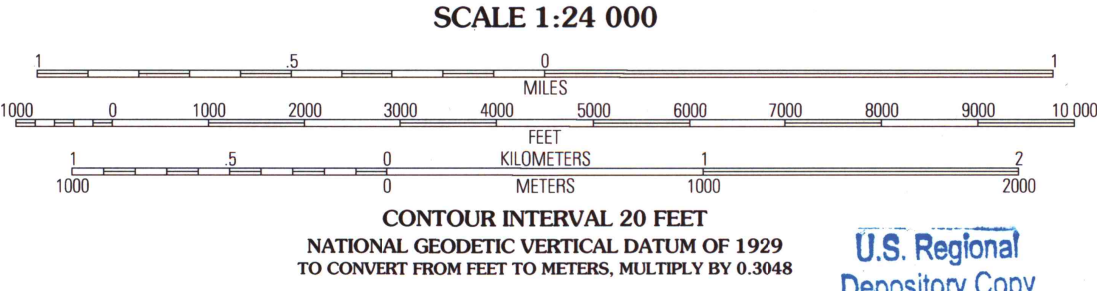 SCALE 1:24 000
1 .5 0 1
MILES
1000 0 1000 2000 3000 4000 5000 6000 7000 8000 9000 10 000
FEET
1 .5 0 KILOMETERS 1 2
1000 0 METERS 1000 2000
CONTOUR INTERVAL 20 FEET
NATIONAL GEODETIC VERTICAL DATUM OF 1929
TO CONVERT FROM FEET TO METERS, MULTIPLY BY 0.3048
U.S. Regional
Depository Copy